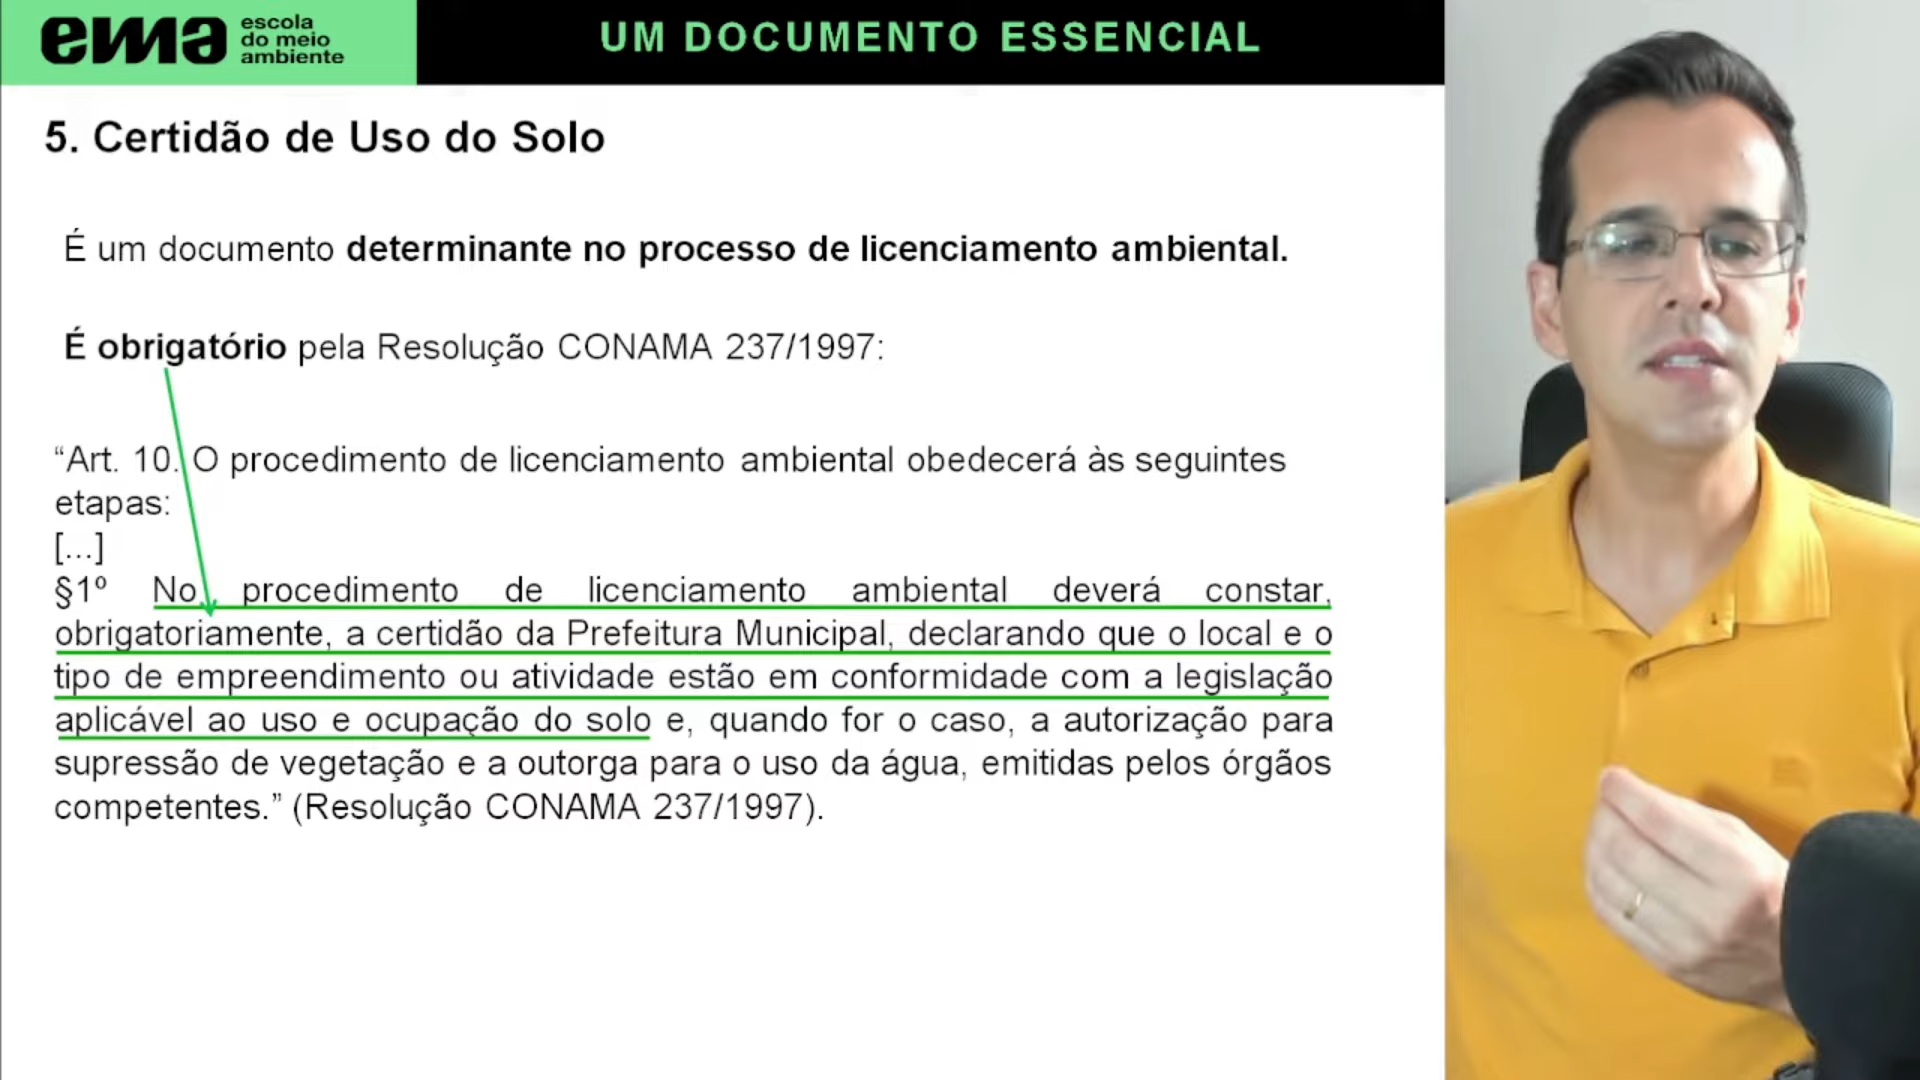 ema escola
do meio
ambiente
UM DOCUMENTO ESSENCIAL
5. Certidão de Uso do Solo
É um documento determinante no processo de licenciamento ambiental.
É obrigatório pela Resolução CONAMA 237/1997:
“Art. 10. O procedimento de licenciamento ambiental obedecerá às seguintes
etapas:
[...]
§1º No procedimento de licenciamento ambiental deverá constar,
obrigatoriamente, a certidão da Prefeitura Municipal, declarando que o local e o
tipo de empreendimento ou atividade estão em conformidade com a legislação
aplicável ao uso e ocupação do solo e, quando for o caso, a autorização para
supressão de vegetação e a outorga para o uso da água, emitidas pelos órgãos
competentes.” (Resolução CONAMA 237/1997).